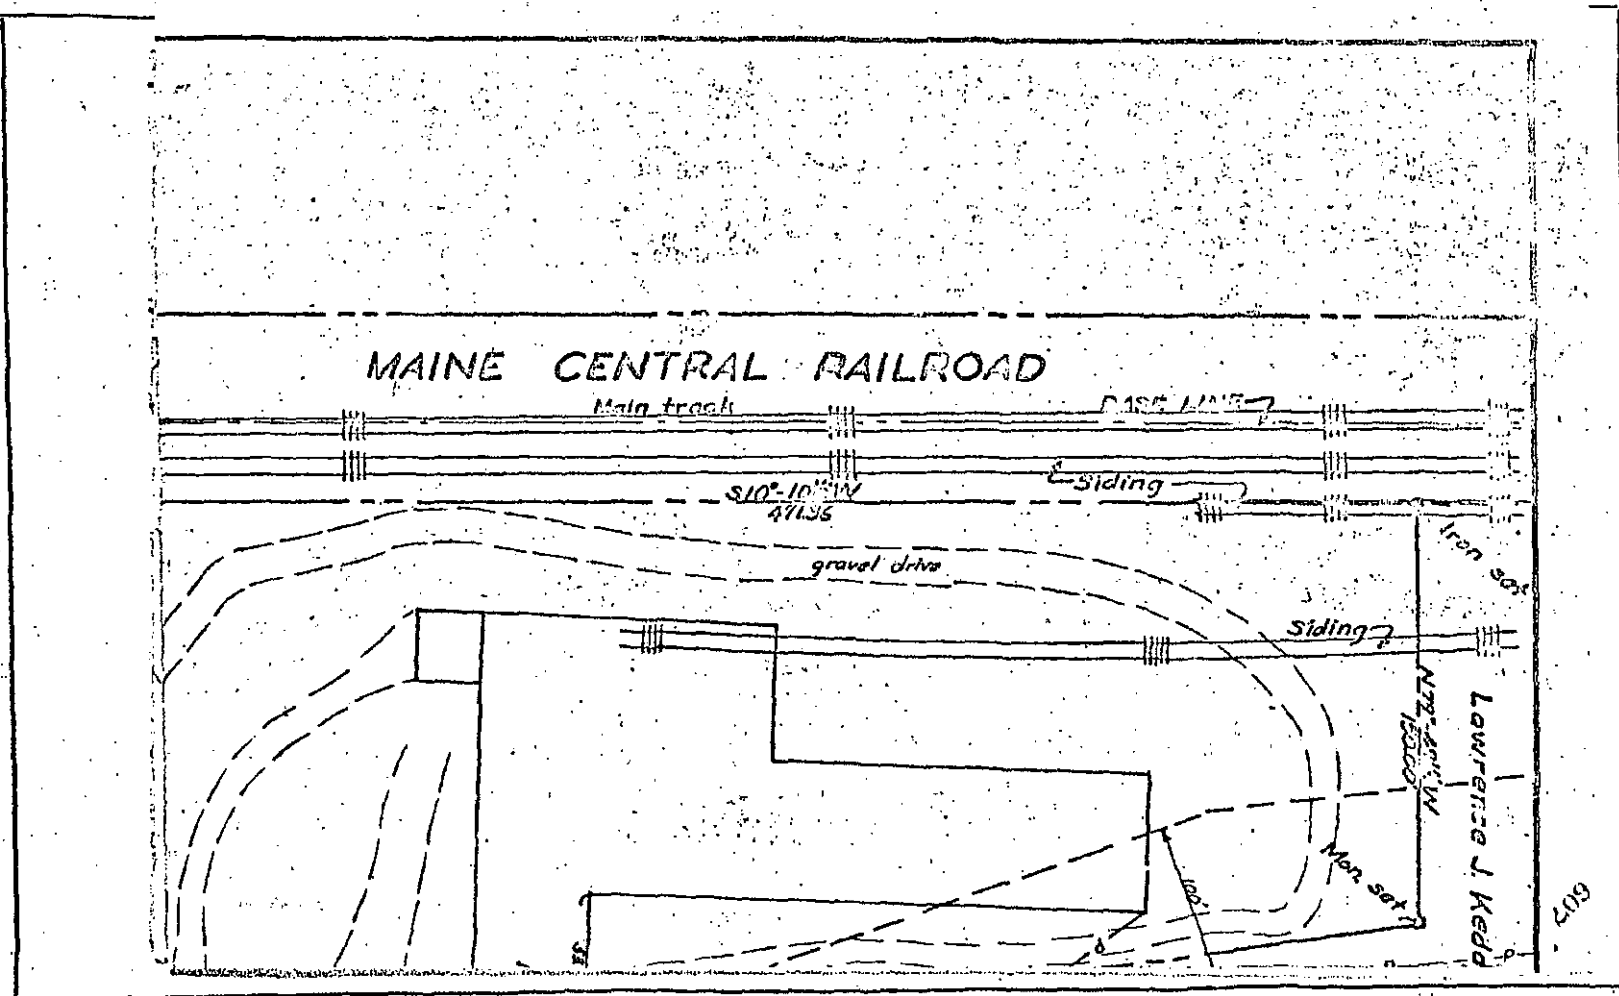 MAINE CENTRAL RAILROAD
Main track
BASE LINE
Siding
gravel drive
Iron set
Siding
Lawrence J. Kedd
Mon. set
100'